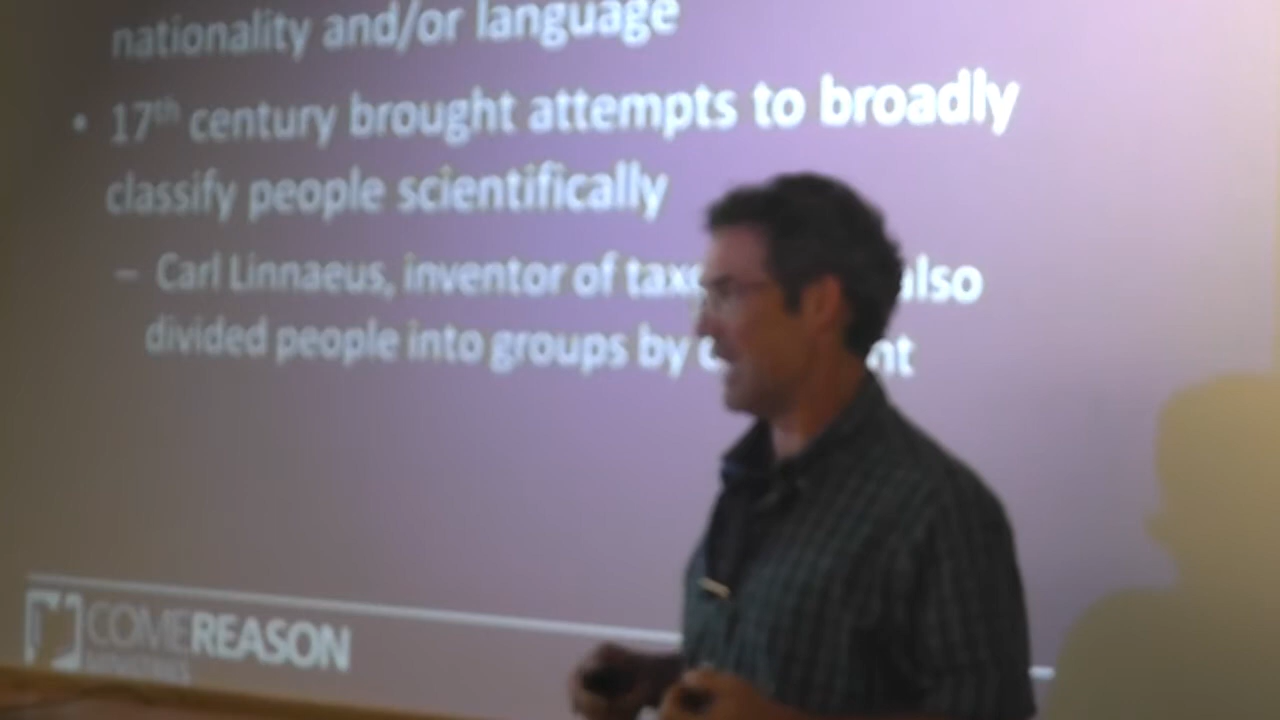 nationality and/or language
• 17th century brought attempts to broadly
classify people scientifically
– Carl Linnaeus, inventor of also
divided people into groups by
COMEREASON